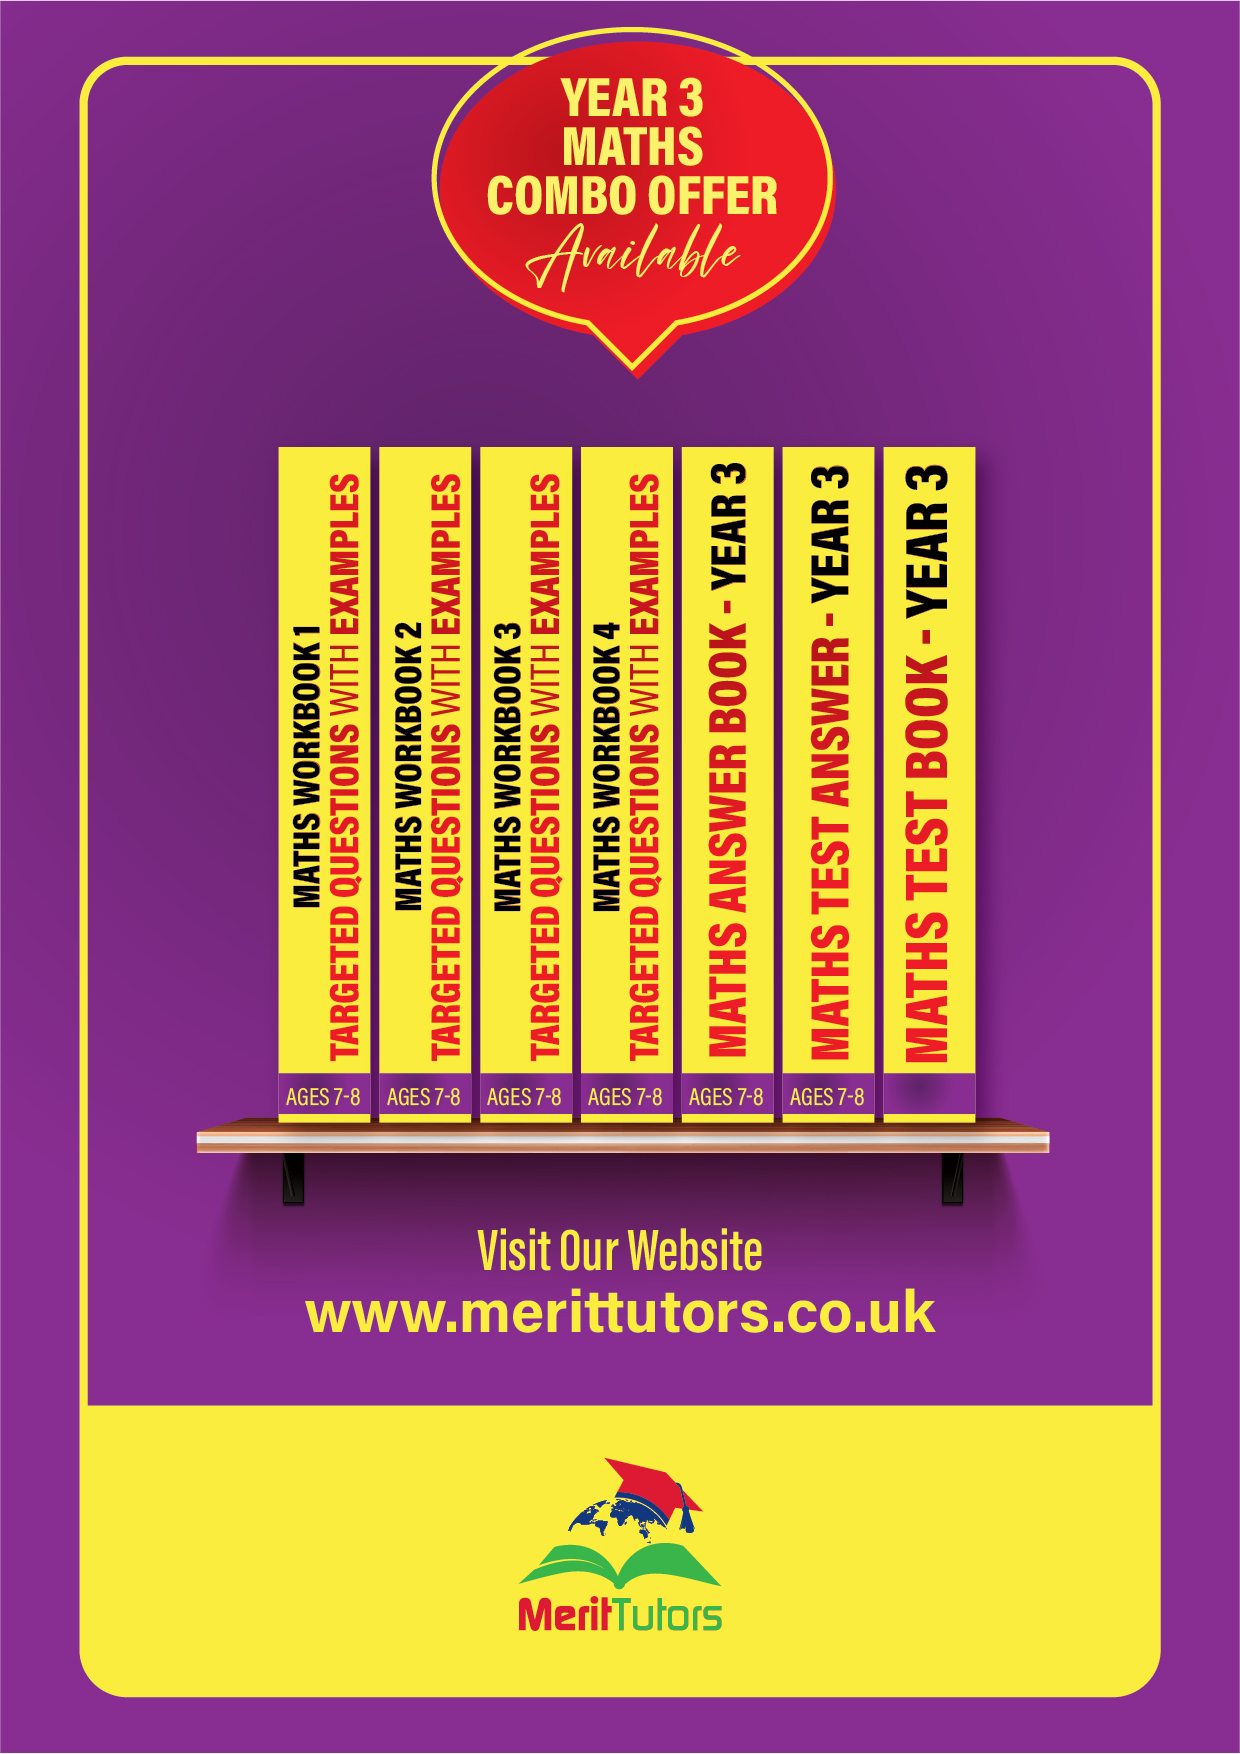 YEAR 3
MATHS
COMBO OFFER
Available
MATHS WORKBOOK 1
TARGETED QUESTIONS WITH EXAMPLES
AGES 7-8
MATHS WORKBOOK 2
TARGETED QUESTIONS WITH EXAMPLES
AGES 7-8
MATHS WORKBOOK 3
TARGETED QUESTIONS WITH EXAMPLES
AGES 7-8
MATHS WORKBOOK 4
TARGETED QUESTIONS WITH EXAMPLES
AGES 7-8
MATHS ANSWER BOOK - YEAR 3
AGES 7-8
MATHS TEST ANSWER - YEAR 3
AGES 7-8
MATHS TEST BOOK - YEAR 3
Visit Our Website
www.merittutors.co.uk
MeritTutors